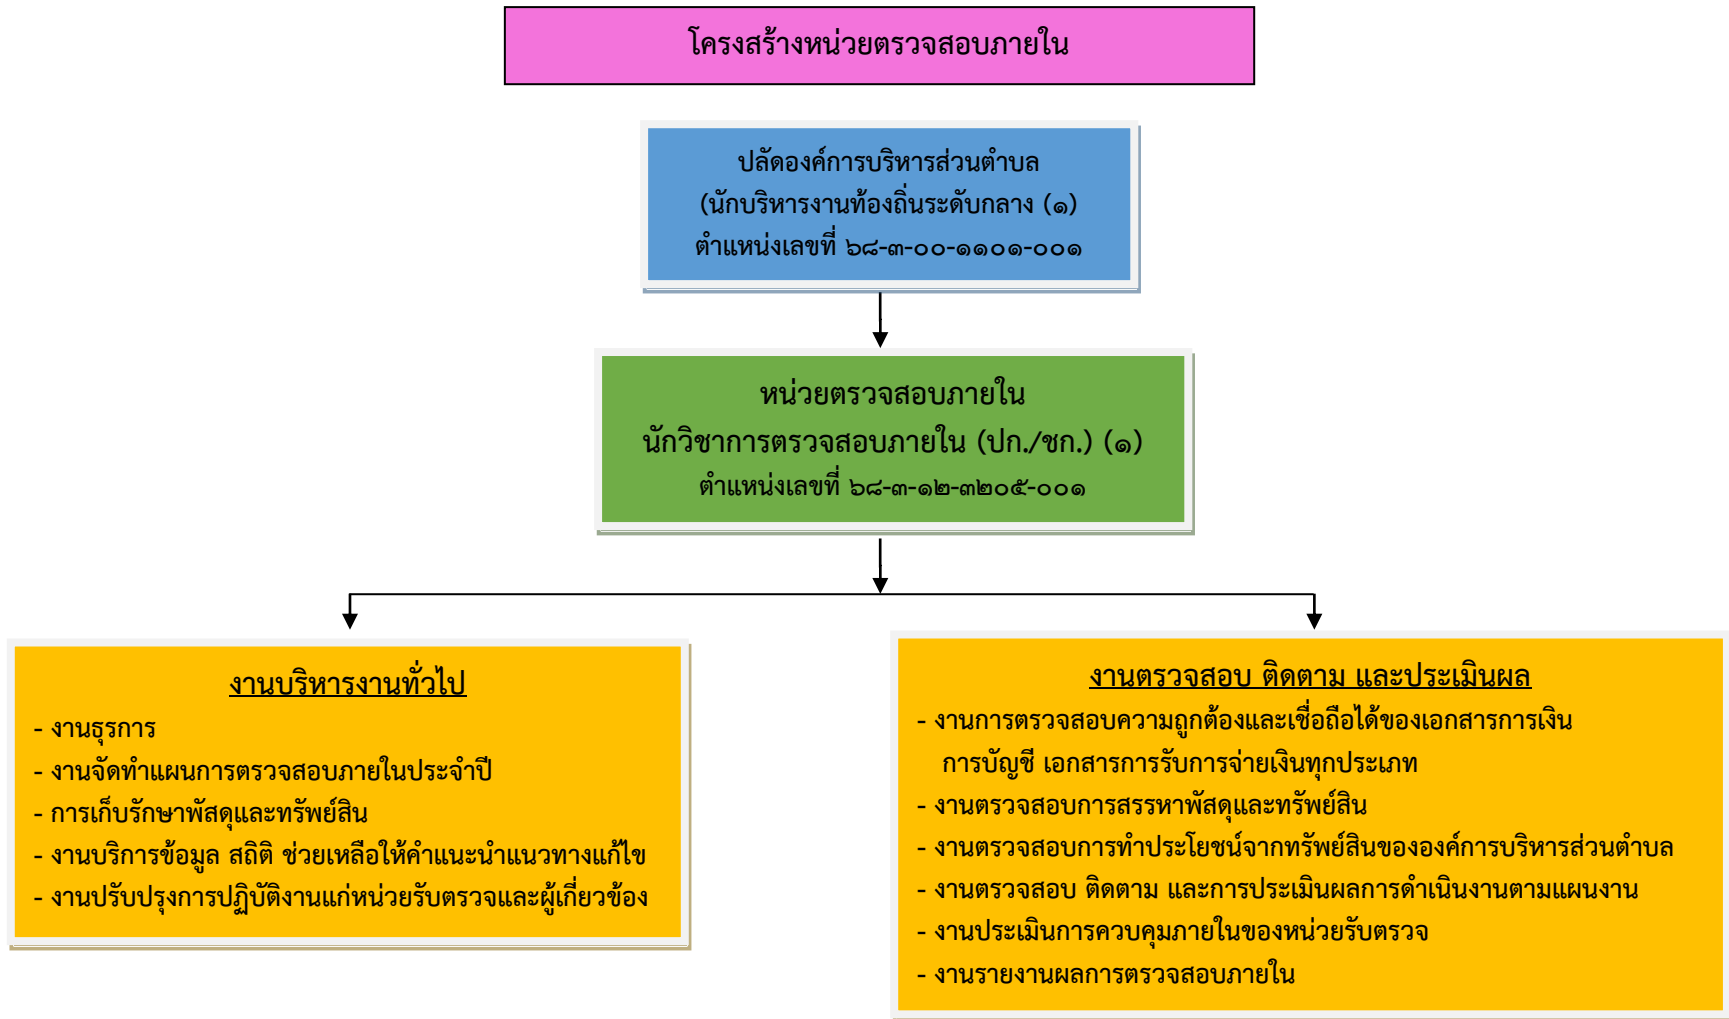 โครงสร้างหน่วยตรวจสอบภายใน
ปลัดองค์การบริหารส่วนตำบล
(นักบริหารงานท้องถิ่นระดับกลาง (๑)
ตำแหน่งเลขที่ ๖๘-๓-๐๐-๑๑๐๑-๐๐๑
หน่วยตรวจสอบภายใน
นักวิชาการตรวจสอบภายใน (ปก./ชก.) (๑)
ตำแหน่งเลขที่ ๖๘-๓-๑๒-๓๒๐๕-๐๐๑
งานบริหารงานทั่วไป
- งานธุรการ
- งานจัดทำแผนการตรวจสอบภายในประจำปี
- การเก็บรักษาพัสดุและทรัพย์สิน
- งานบริการข้อมูล สถิติ ช่วยเหลือให้คำแนะนำแนวทางแก้ไข
- งานปรับปรุงการปฏิบัติงานแก่หน่วยรับตรวจและผู้เกี่ยวข้อง
งานตรวจสอบ ติดตาม และประเมินผล
- งานการตรวจสอบความถูกต้องและเชื่อถือได้ของเอกสารการเงิน
การบัญชี เอกสารการรับการจ่ายเงินทุกประเภท
- งานตรวจสอบการสรรหาพัสดุและทรัพย์สิน
- งานตรวจสอบการทำประโยชน์จากทรัพย์สินขององค์การบริหารส่วนตำบล
- งานตรวจสอบ ติดตาม และการประเมินผลการดำเนินงานตามแผนงาน
- งานประเมินการควบคุมภายในของหน่วยรับตรวจ
- งานรายงานผลการตรวจสอบภายใน